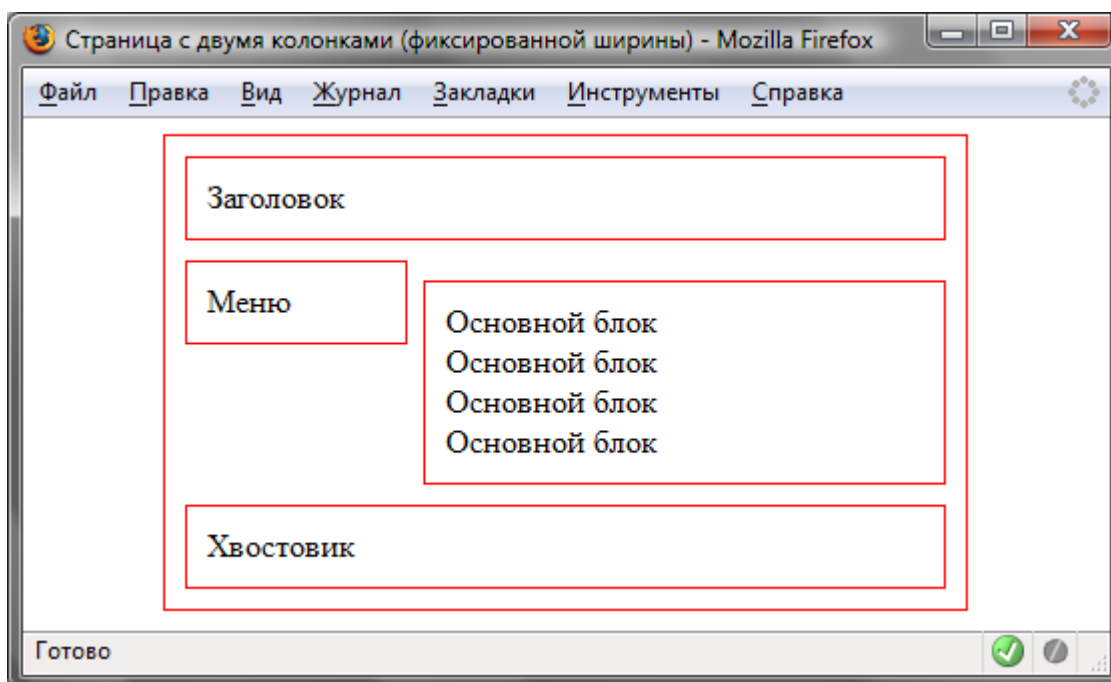 Страница с двумя колонками (фиксированной ширины) - Mozilla Firefox
Файл Правка Вид Журнал Закладки Инструменты Справка
Заголовок
Меню
Основной блок
Основной блок
Основной блок
Основной блок
Хвостовик
Готово